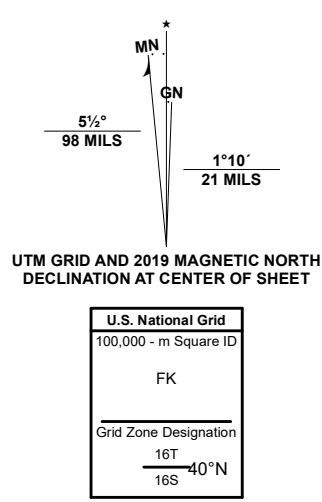 ★
MN
GN
5½°
98 MILS
1°10´
21 MILS
UTM GRID AND 2019 MAGNETIC NORTH
DECLINATION AT CENTER OF SHEET
U.S. National Grid
100,000 - m Square ID
FK
Grid Zone Designation
16T
40°N
16S